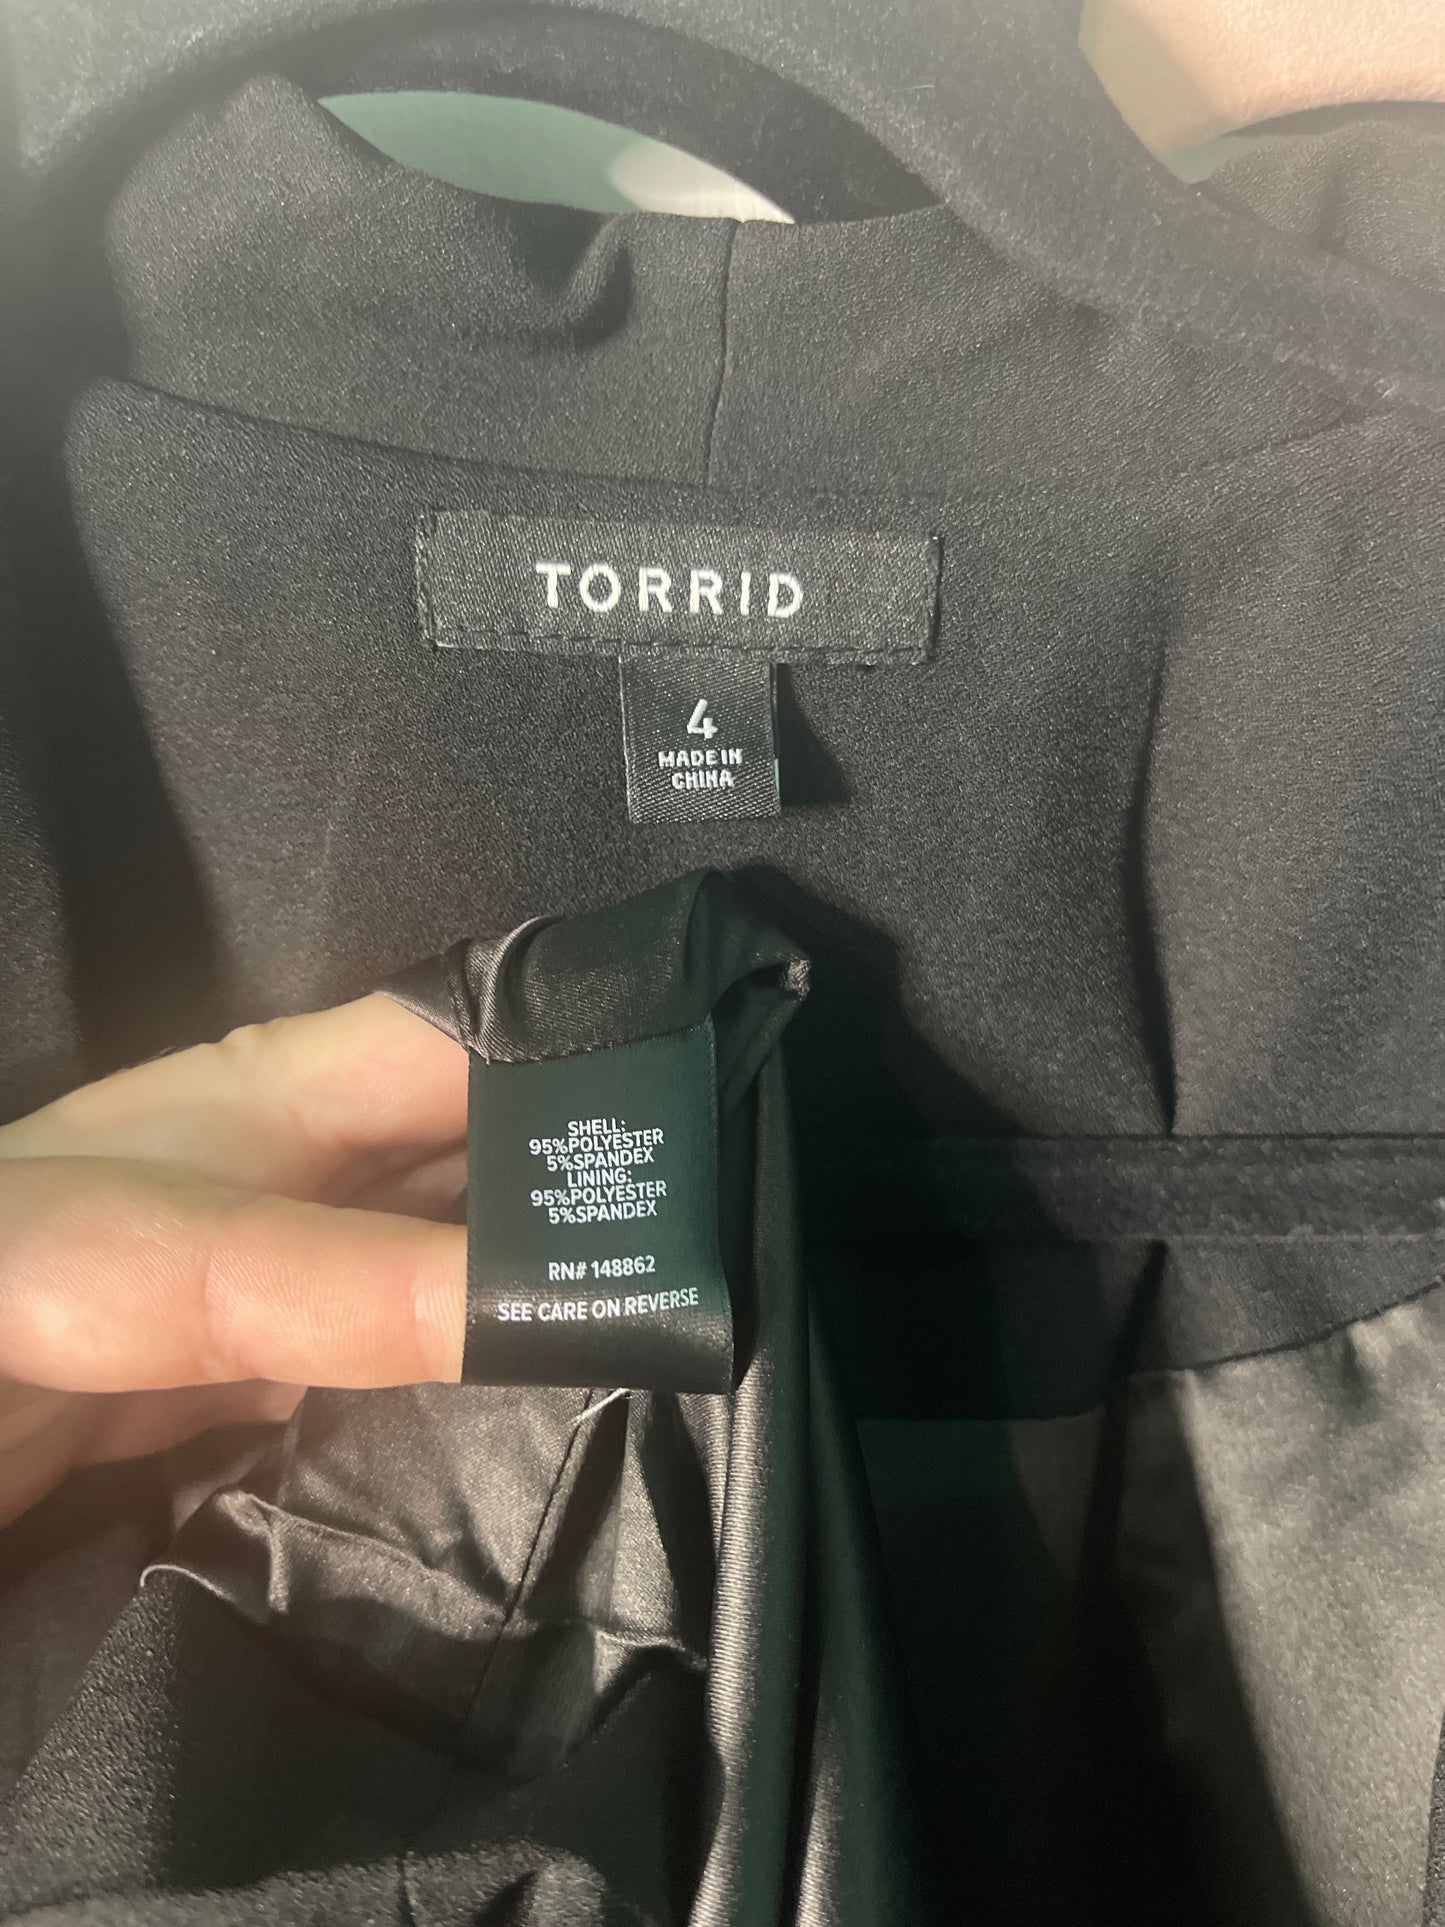 TORRID
4
MADE IN
CHINA
SHELL:
95%POLYESTER
5%SPANDEX
LINING:
95%POLYESTER
5%SPANDEX
RN# 148862
SEE CARE ON REVERSE